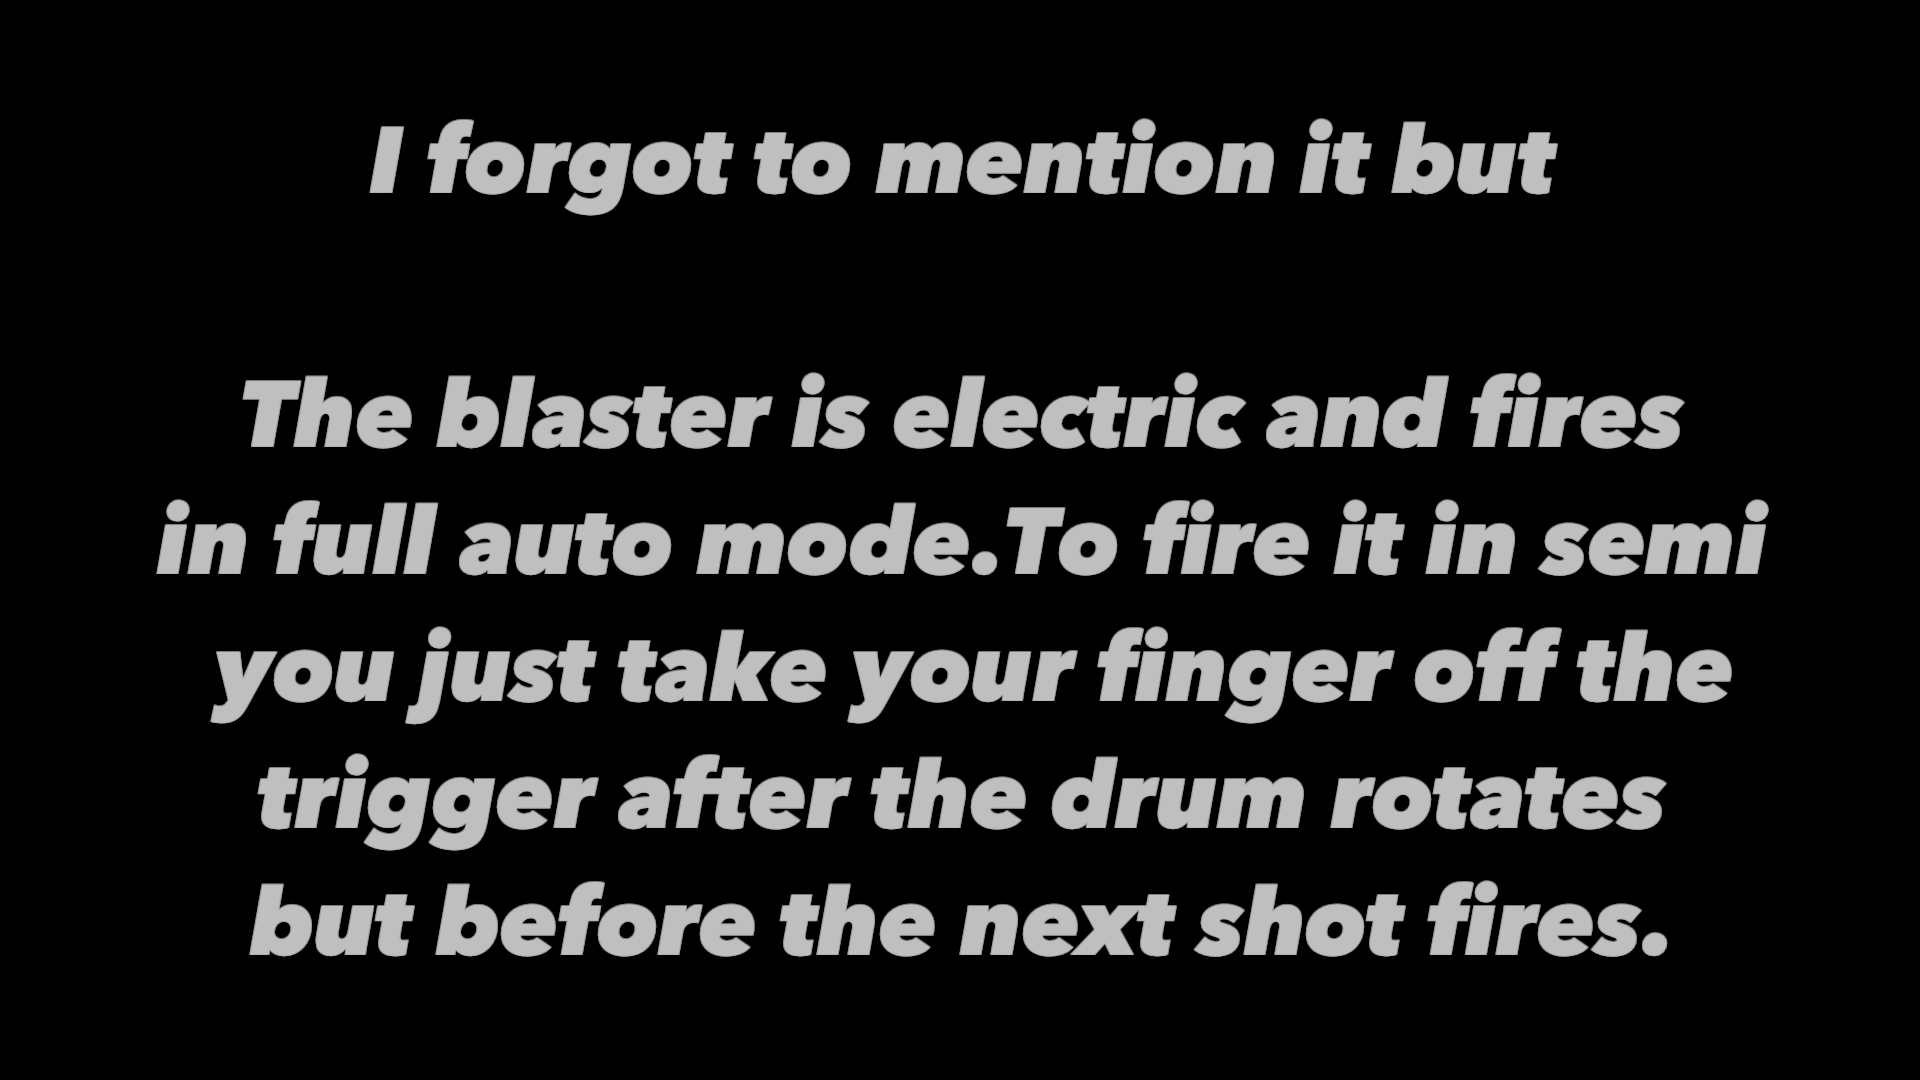 I forgot to mention it but
The blaster is electric and fires
in full auto mode.To fire it in semi
you just take your finger off the
trigger after the drum rotates
but before the next shot fires.